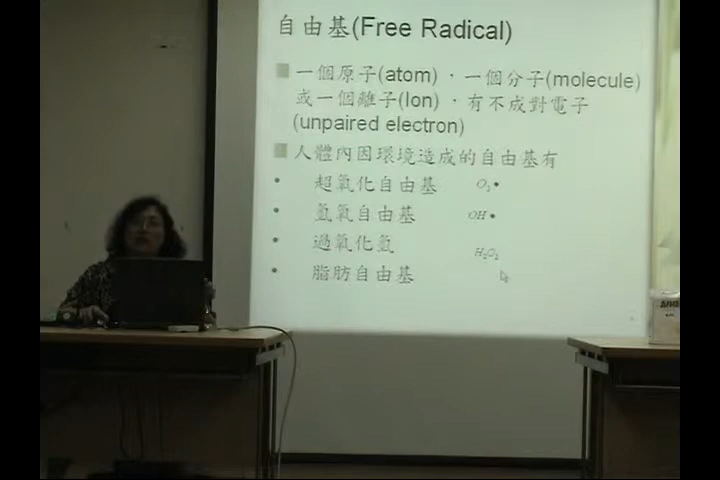 自由基(Free Radical)
一個原子(atom)，一個分子(molecule)
或一個離子(Ion)，有不成對電子
(unpaired electron)
人體內因環境造成的自由基有
• 超氧化自由基 O₂•
• 氫氧自由基 OH•
• 過氧化氫 H₂O₂
• 脂肪自由基